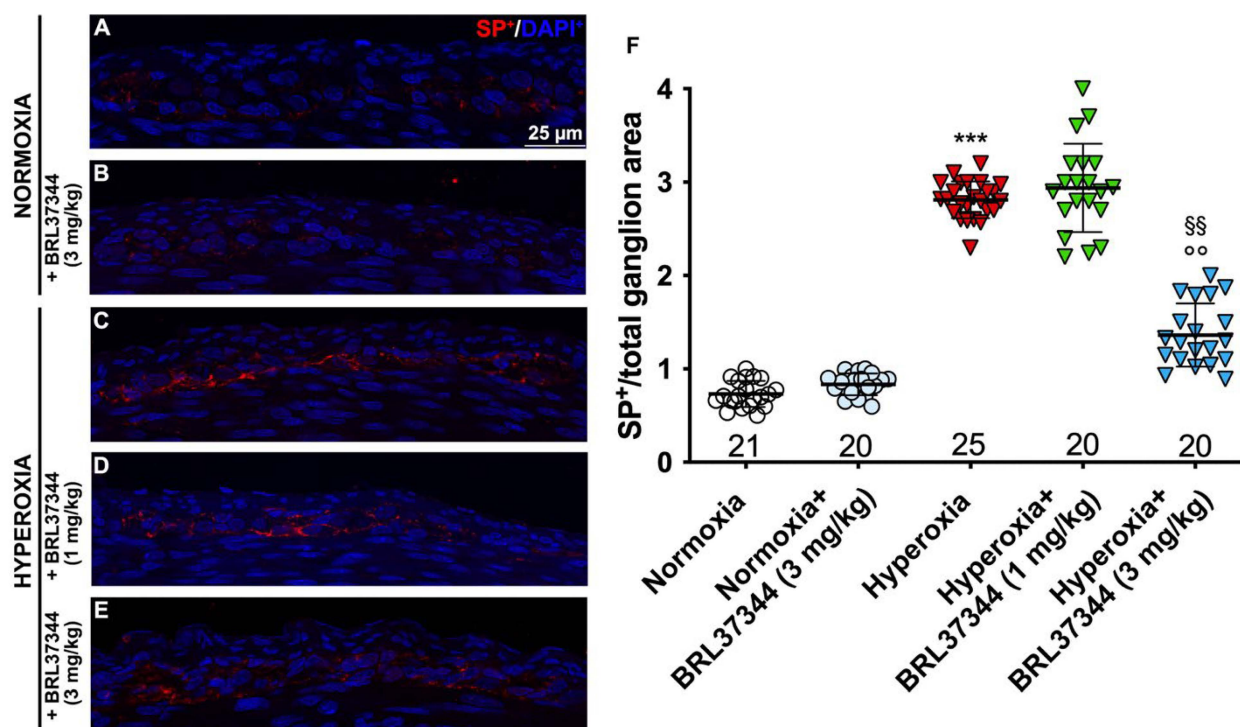 NORMOXIA
+ BRL37344
(3 mg/kg)
HYPEROXIA
+ BRL37344
(1 mg/kg)
+ BRL37344
(3 mg/kg)
A
SP⁺/DAPI⁺
25 µm
B
C
D
E
F
SP⁺/total ganglion area
4
3
2
1
0
***
§§
°°
21
20
25
20
20
Normoxia
Normoxia+
BRL37344 (3 mg/kg)
Hyperoxia
Hyperoxia+
BRL37344 (1 mg/kg)
Hyperoxia+
BRL37344 (3 mg/kg)